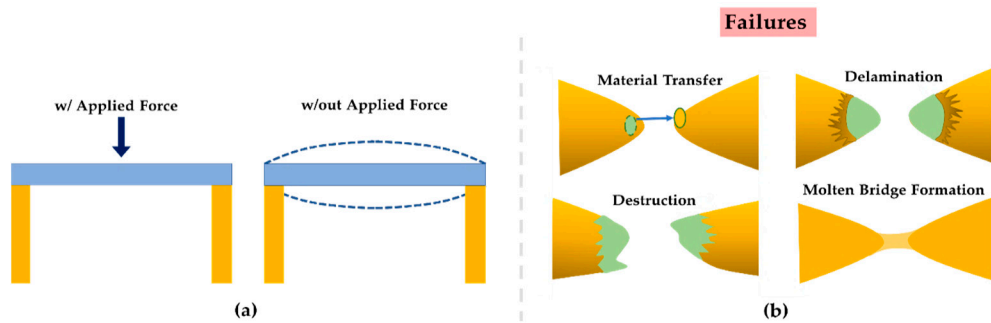 Failures
w/ Applied Force
w/out Applied Force
Material Transfer
Delamination
Destruction
Molten Bridge Formation
(a)
(b)